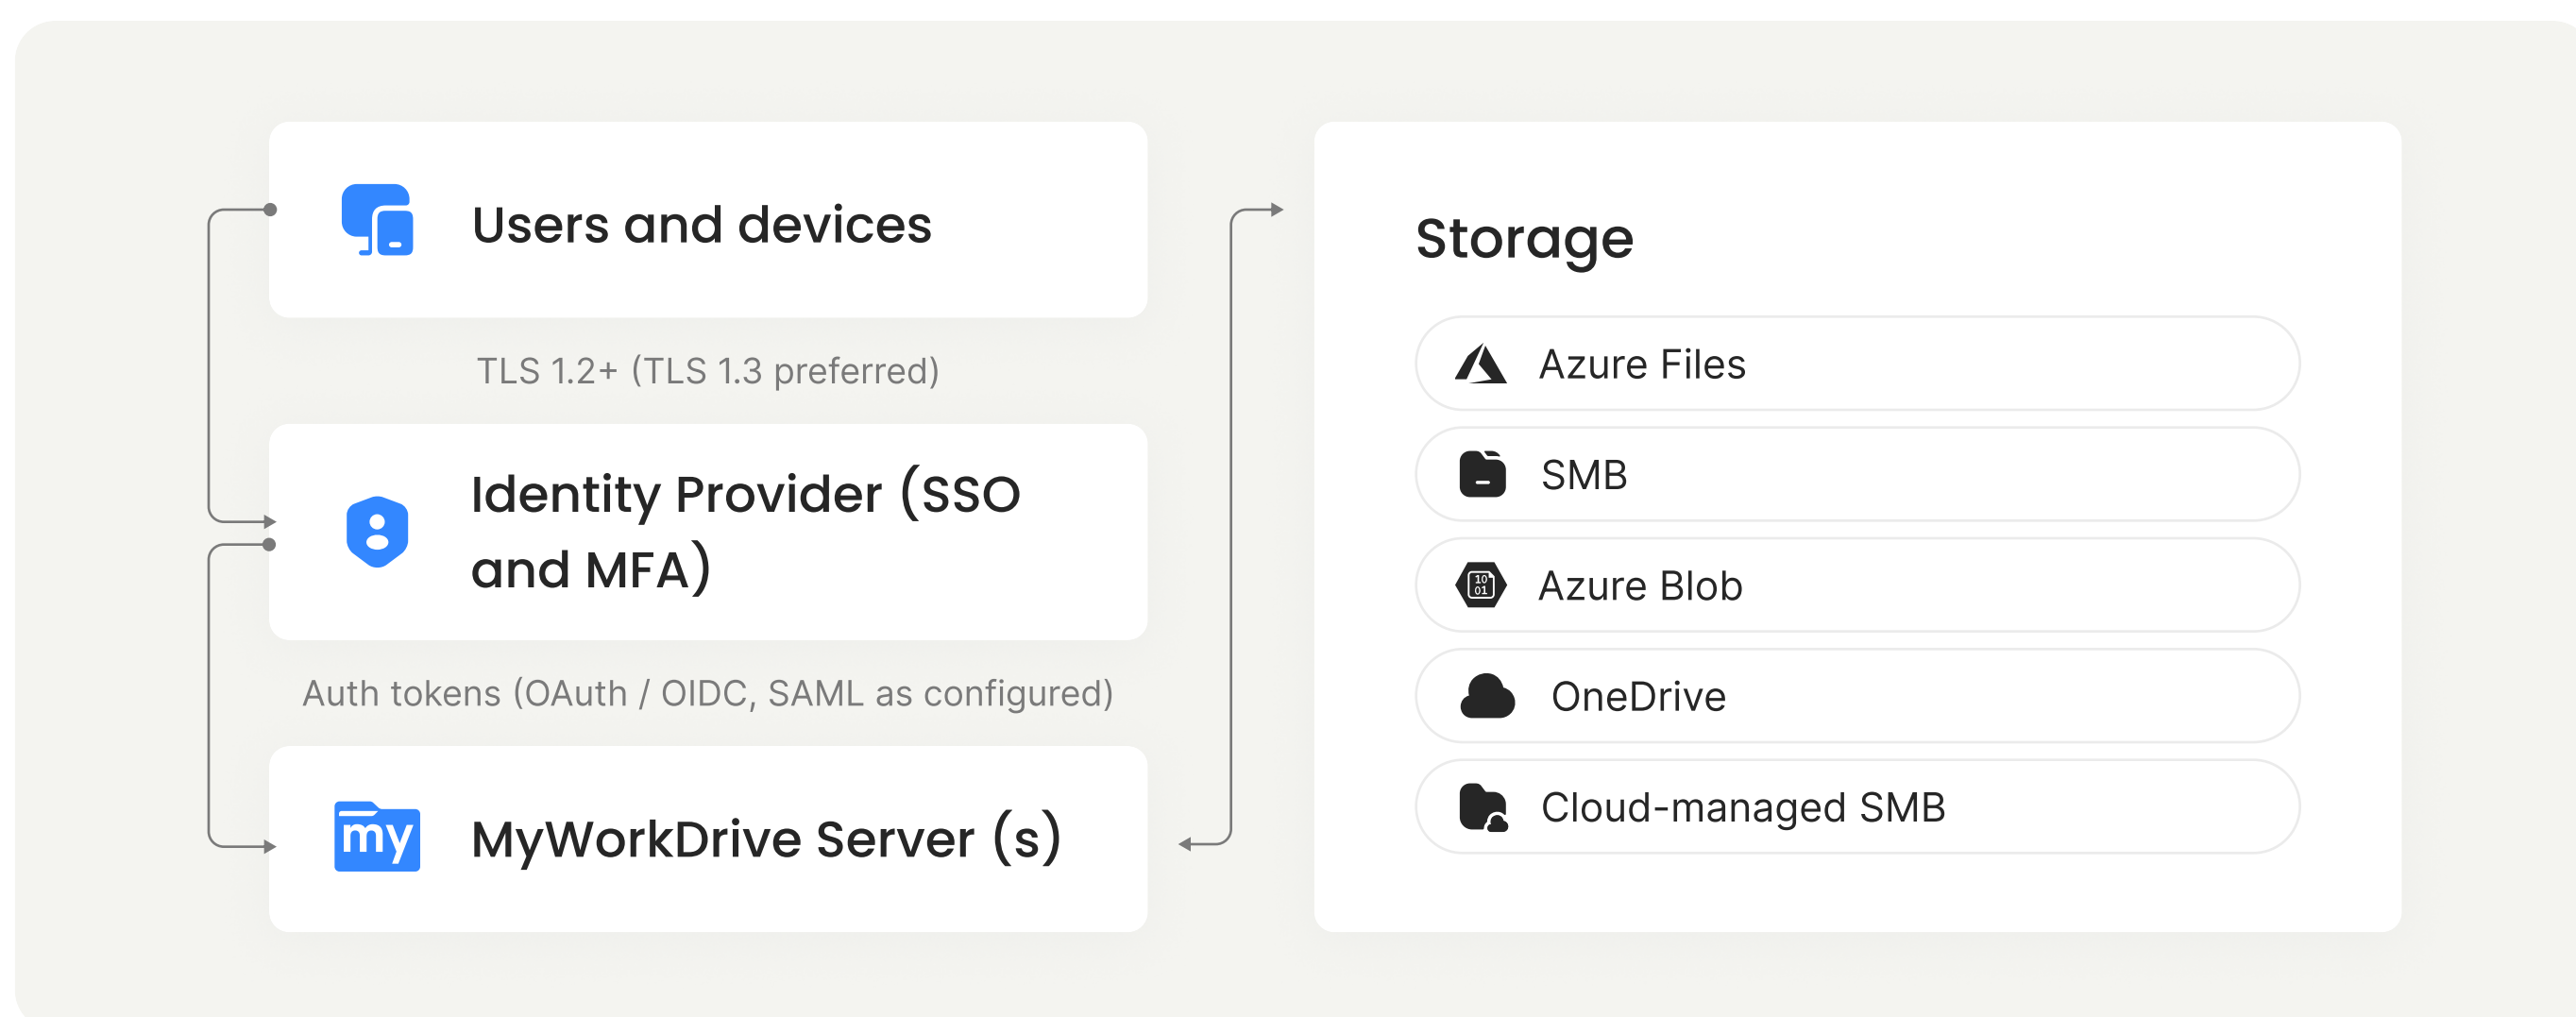 Users and devices
TLS 1.2+ (TLS 1.3 preferred)
Identity Provider (SSO
and MFA)
Auth tokens (OAuth / OIDC, SAML as configured)
my
MyWorkDrive Server (s)
Storage
Azure Files
SMB
10
01
Azure Blob
OneDrive
Cloud-managed SMB